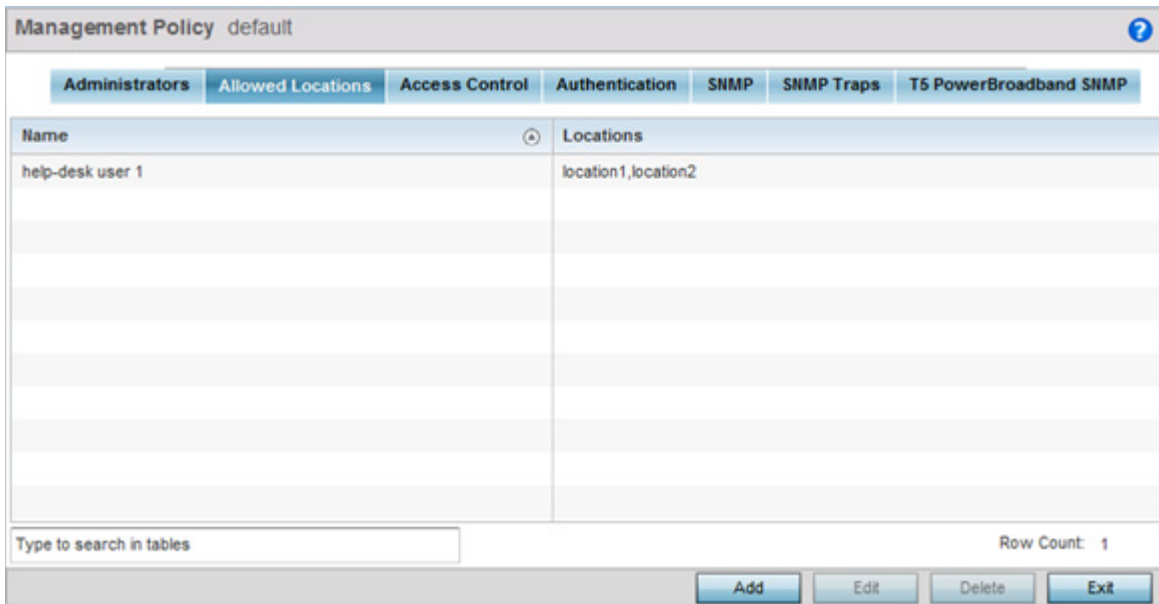 Management Policy default
?
Administrators Allowed Locations Access Control Authentication SNMP SNMP Traps T5 PowerBroadband SNMP
Name Locations
help-desk user 1 location1,location2
Type to search in tables Row Count: 1
Add Edit Delete Exit